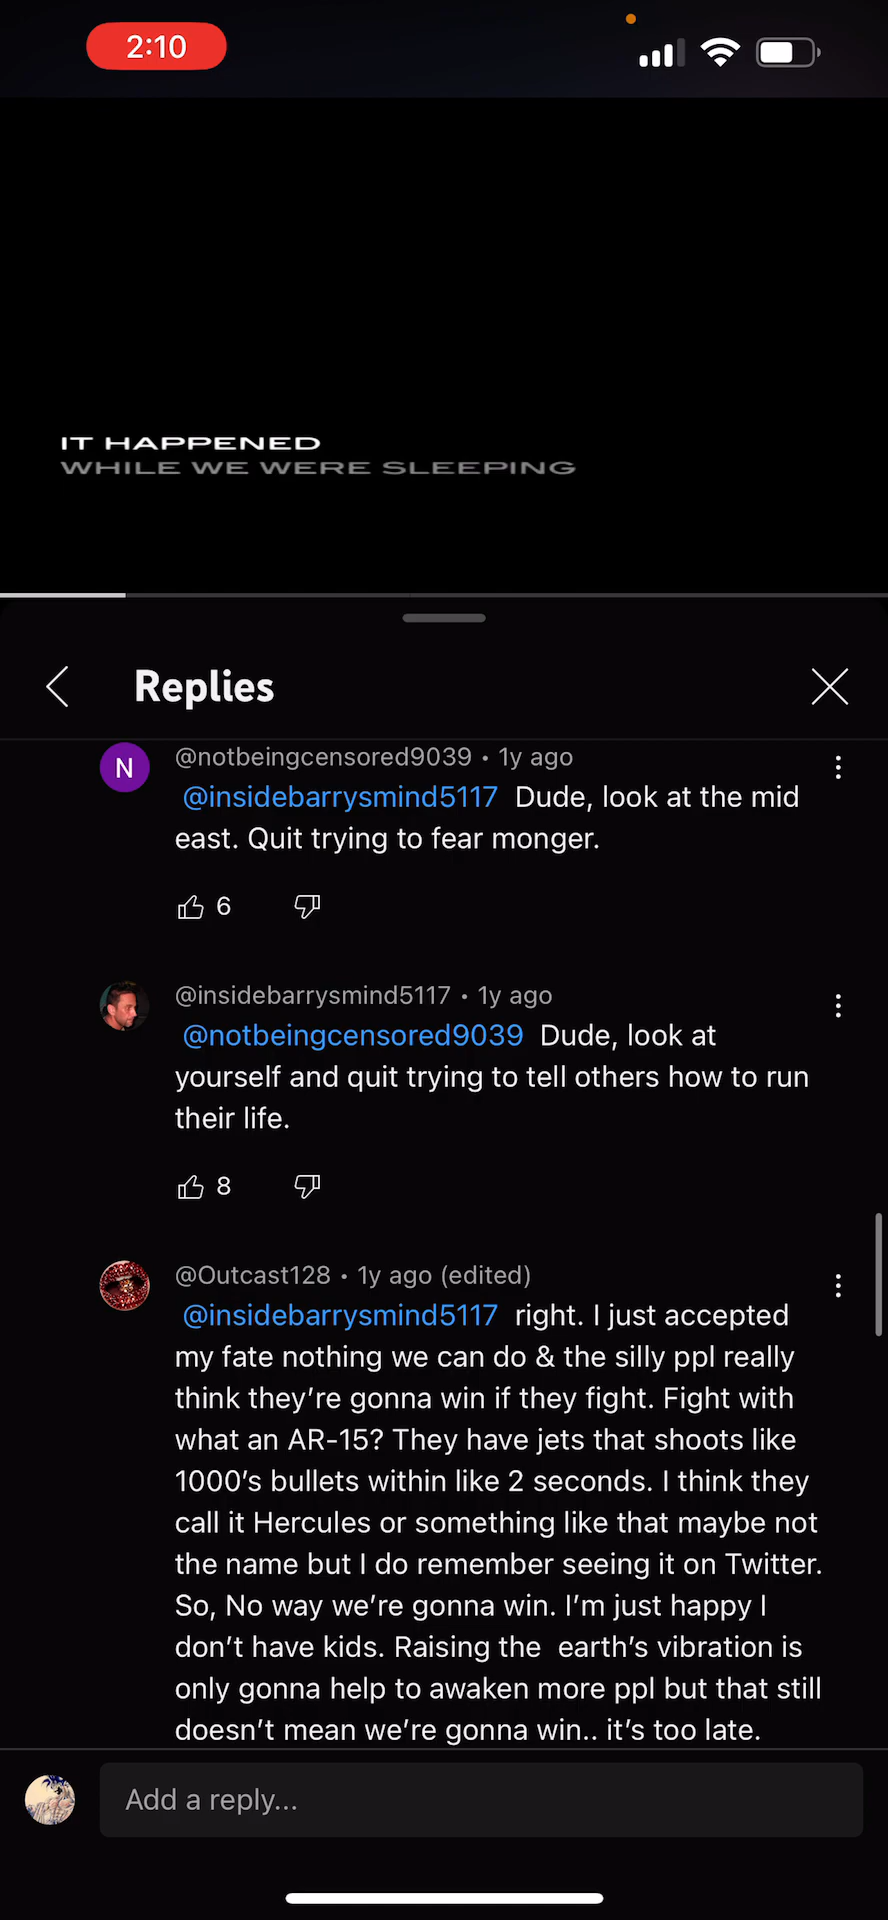 2:10
IT HAPPENED
WHILE WE WERE SLEEPING
Replies
N
@notbeingcensored9039 • 1y ago
@insidebarrysmind5117 Dude, look at the mid
east. Quit trying to fear monger.
6
@insidebarrysmind5117 • 1y ago
@notbeingcensored9039 Dude, look at
yourself and quit trying to tell others how to run
their life.
8
@Outcast128 • 1y ago (edited)
@insidebarrysmind5117 right. I just accepted
my fate nothing we can do & the silly ppl really
think they’re gonna win if they fight. Fight with
what an AR-15? They have jets that shoots like
1000’s bullets within like 2 seconds. I think they
call it Hercules or something like that maybe not
the name but I do remember seeing it on Twitter.
So, No way we’re gonna win. I’m just happy I
don’t have kids. Raising the earth’s vibration is
only gonna help to awaken more ppl but that still
doesn’t mean we’re gonna win.. it’s too late.
Add a reply...